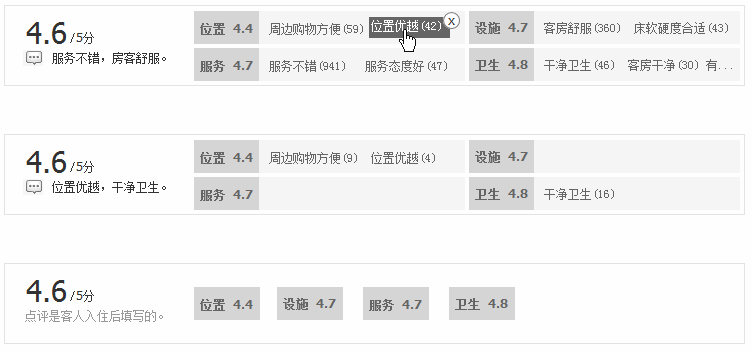 4.6 /5分 位置 4.4 周边购物方便(59) 位置优越(42) x 设施 4.7 客房舒服(360) 床软硬度合适(43)
服务不错，房客舒服。 服务 4.7 服务不错(941) 服务态度好(47) 卫生 4.8 干净卫生(46) 客房干净(30) 有...
4.6 /5分 位置 4.4 周边购物方便(9) 位置优越(4) 设施 4.7
位置优越，干净卫生。 服务 4.7 卫生 4.8 干净卫生(16)
4.6 /5分 位置 4.4 设施 4.7 服务 4.7 卫生 4.8
点评是客人入住后填写的。